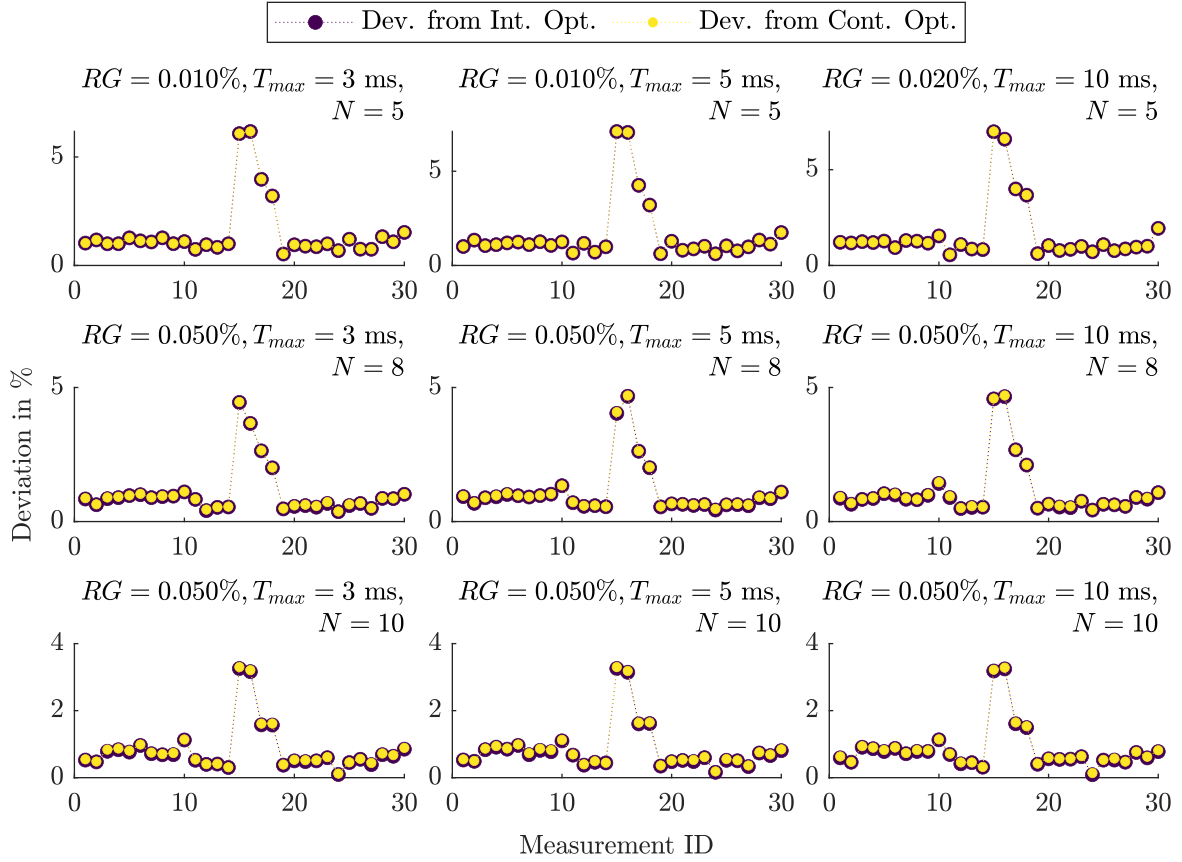 Dev. from Int. Opt. Dev. from Cont. Opt.
RG = 0.010%, T_max = 3 ms,
N = 5
RG = 0.010%, T_max = 5 ms,
N = 5
RG = 0.020%, T_max = 10 ms,
N = 5
5
0
0 10 20 30
5
0
0 10 20 30
5
0
0 10 20 30
RG = 0.050%, T_max = 3 ms,
N = 8
RG = 0.050%, T_max = 5 ms,
N = 8
RG = 0.050%, T_max = 10 ms,
N = 8
Deviation in %
5
0
0 10 20 30
5
0
0 10 20 30
5
0
0 10 20 30
RG = 0.050%, T_max = 3 ms,
N = 10
RG = 0.050%, T_max = 5 ms,
N = 10
RG = 0.050%, T_max = 10 ms,
N = 10
4
2
0
0 10 20 30
4
2
0
0 10 20 30
4
2
0
0 10 20 30
Measurement ID